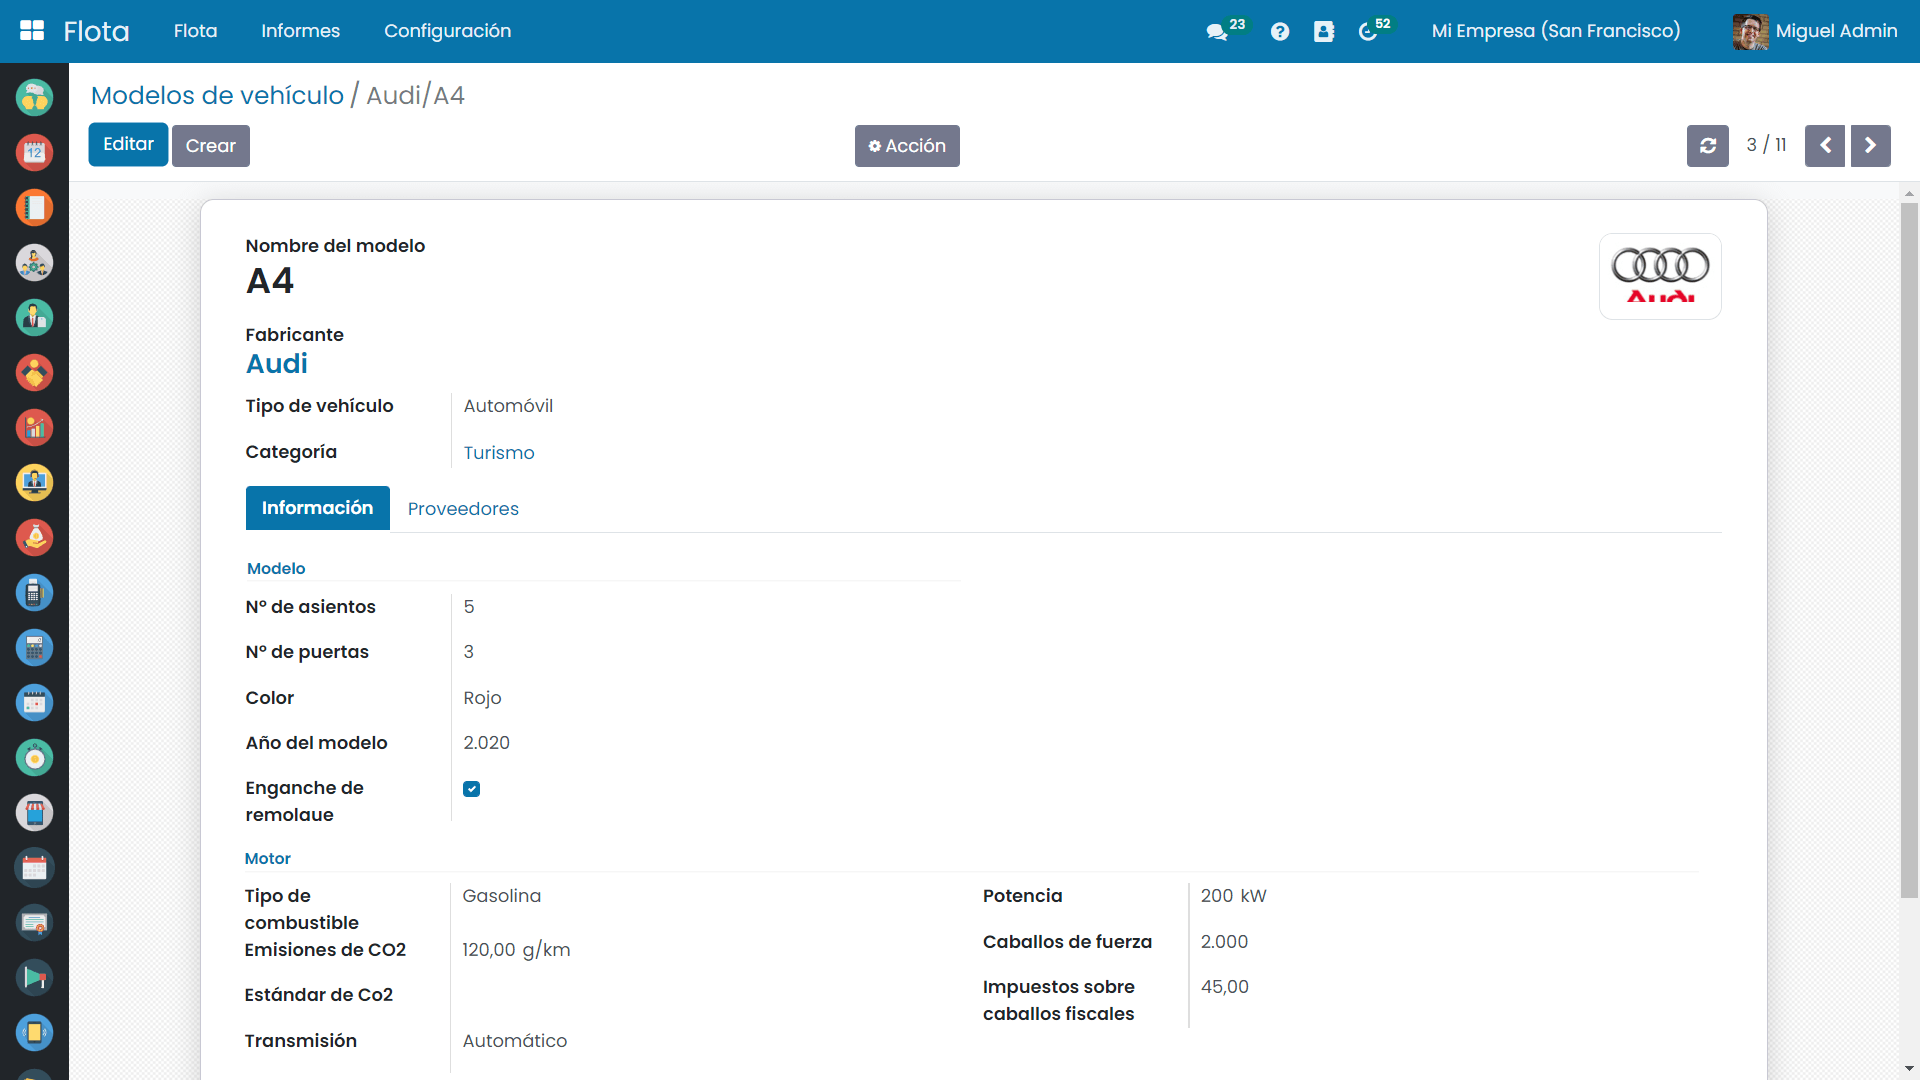 Flota
Flota
Informes
Configuración
23
52
Mi Empresa (San Francisco)
Miguel Admin
Modelos de vehículo / Audi/A4
Editar
Crear
Acción
3 / 11
12
Nombre del modelo
A4
Audi
Fabricante
Audi
Tipo de vehículo
Automóvil
Categoría
Turismo
Información
Proveedores
Modelo
Nº de asientos
5
Nº de puertas
3
Color
Rojo
Año del modelo
2.020
Enganche de
remolque
Motor
Tipo de
combustible
Gasolina
Potencia
200 kW
Emisiones de CO2
120,00 g/km
Caballos de fuerza
2.000
Estándar de Co2
Impuestos sobre
caballos fiscales
45,00
Transmisión
Automático